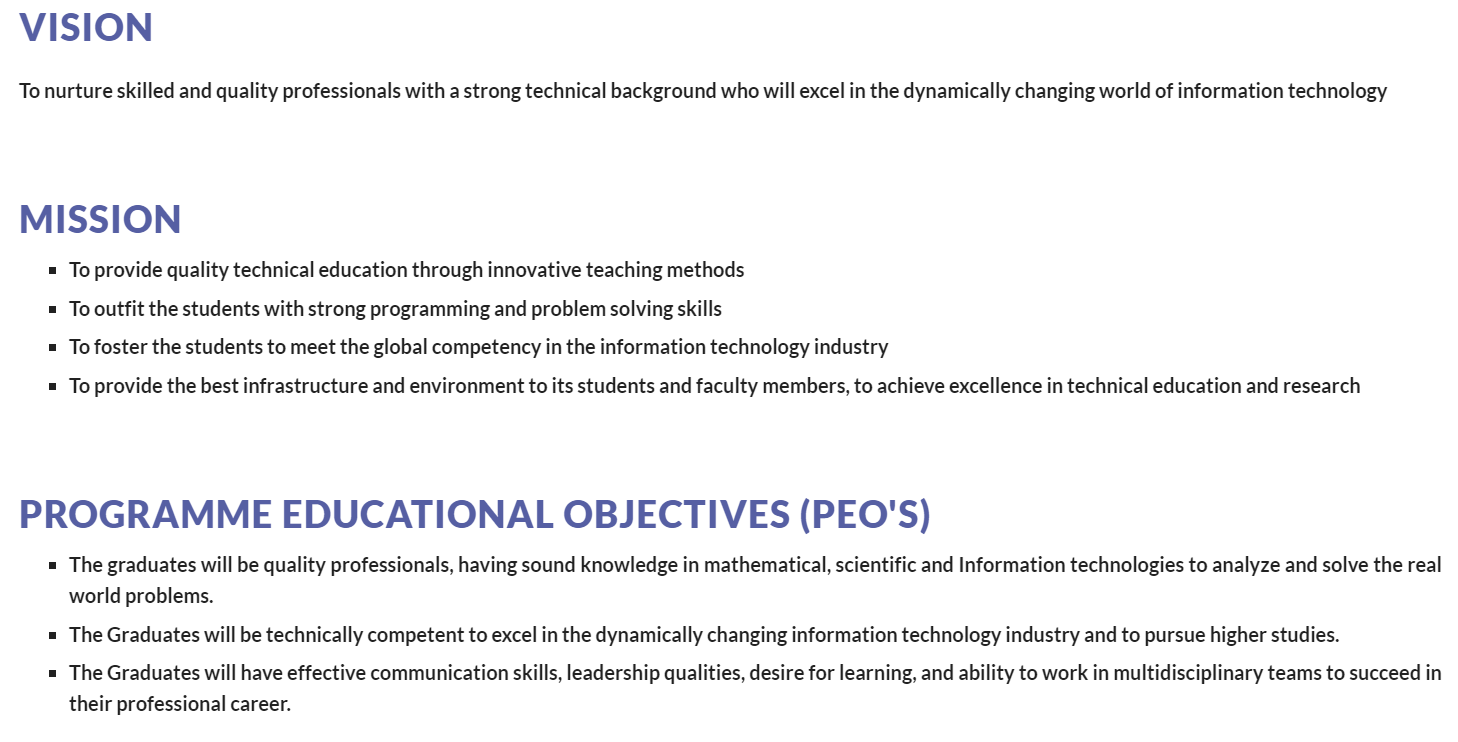 VISION
To nurture skilled and quality professionals with a strong technical background who will excel in the dynamically changing world of information technology
MISSION
▪ To provide quality technical education through innovative teaching methods
▪ To outfit the students with strong programming and problem solving skills
▪ To foster the students to meet the global competency in the information technology industry
▪ To provide the best infrastructure and environment to its students and faculty members, to achieve excellence in technical education and research
PROGRAMME EDUCATIONAL OBJECTIVES (PEO'S)
▪ The graduates will be quality professionals, having sound knowledge in mathematical, scientific and Information technologies to analyze and solve the real
world problems.
▪ The Graduates will be technically competent to excel in the dynamically changing information technology industry and to pursue higher studies.
▪ The Graduates will have effective communication skills, leadership qualities, desire for learning, and ability to work in multidisciplinary teams to succeed in
their professional career.